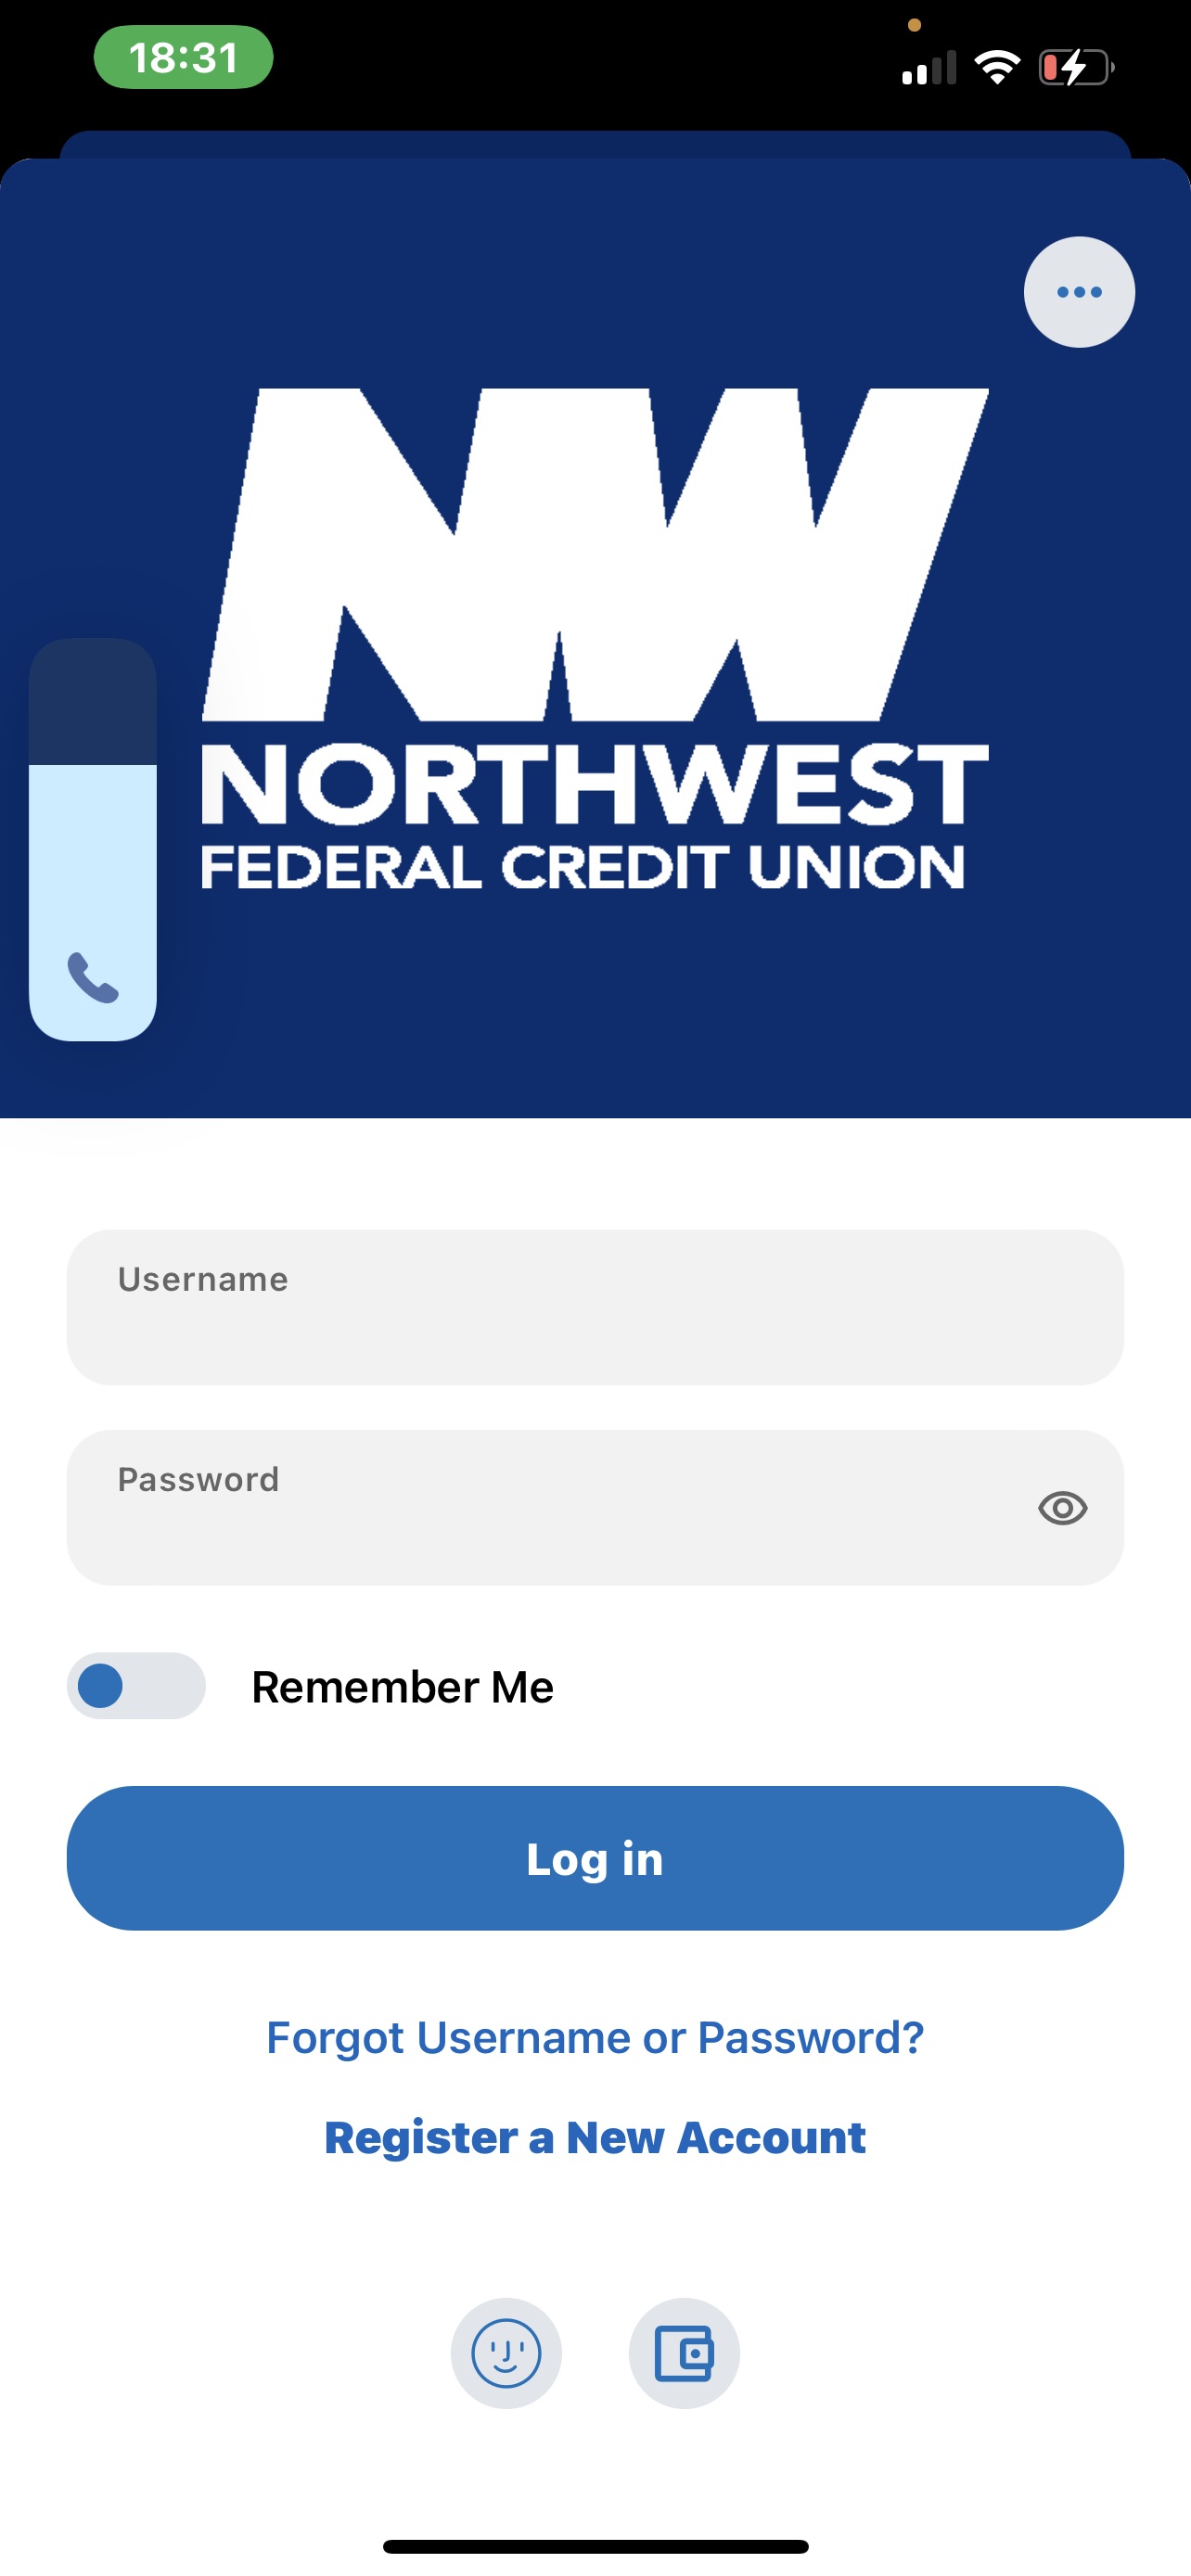 18:31
NW
NORTHWEST
FEDERAL CREDIT UNION
Username
Password
Remember Me
Log in
Forgot Username or Password?
Register a New Account